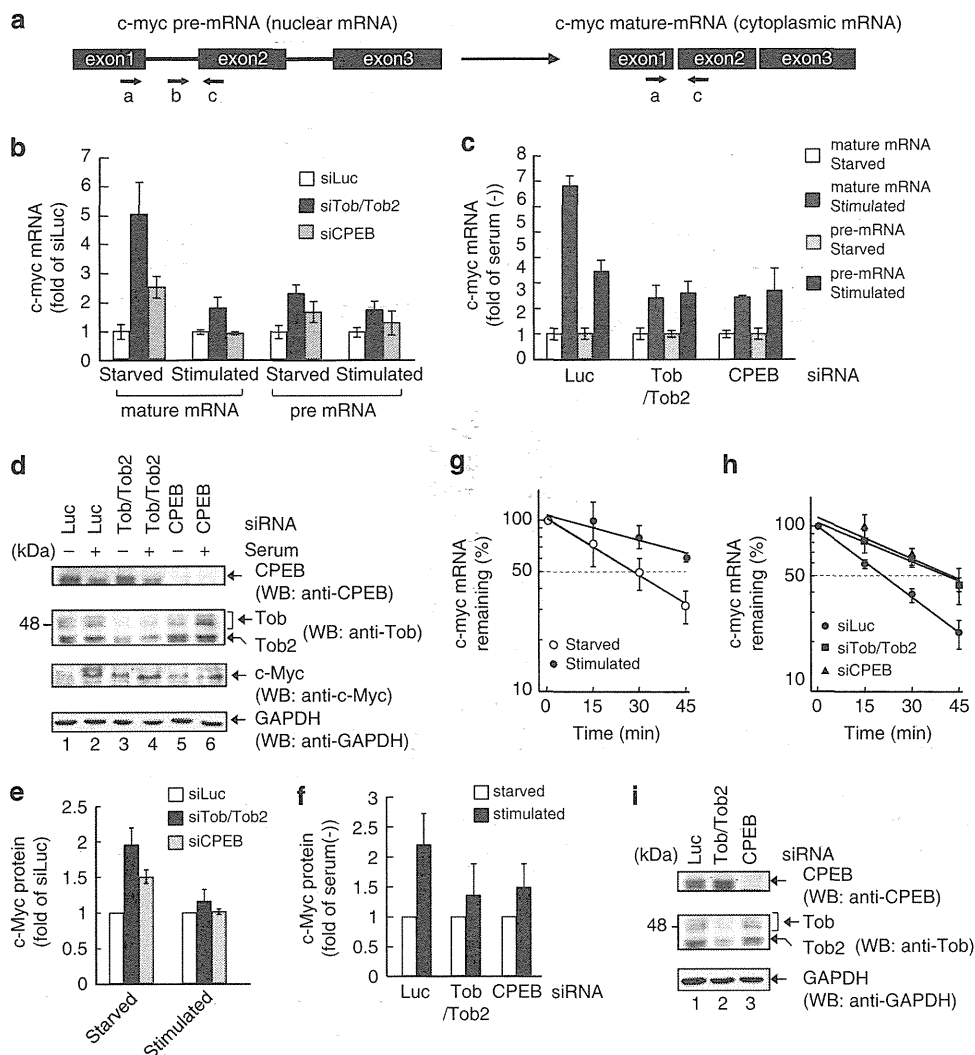 a
c-myc pre-mRNA (nuclear mRNA)
c-myc mature-mRNA (cytoplasmic mRNA)
exon1 exon2 exon3
exon1 exon2 exon3
a b c
a c
b
c-myc mRNA
(fold of siLuc)
7
6
5
4
3
2
1
0
siLuc
siTob/Tob2
siCPEB
Starved Stimulated Starved Stimulated
mature mRNA pre mRNA
c
c-myc mRNA
(fold of serum (-))
8
7
6
5
4
3
2
1
0
Luc Tob CPEB siRNA
/Tob2
mature mRNA
Starved
mature mRNA
Stimulated
pre-mRNA
Starved
pre-mRNA
Stimulated
d
Luc Luc Tob/Tob2 Tob/Tob2 CPEB CPEB siRNA
(kDa) – + – + – + Serum
CPEB
(WB: anti-CPEB)
48
Tob
Tob2 (WB: anti-Tob)
c-Myc
(WB: anti-c-Myc)
GAPDH
(WB: anti-GAPDH)
1 2 3 4 5 6
g
c-myc mRNA
remaining (%)
100
50
10
Starved
Stimulated
0 15 30 45
Time (min)
h
c-myc mRNA
remaining (%)
100
50
10
siLuc
siTob/Tob2
siCPEB
0 15 30 45
Time (min)
e
c-Myc protein
(fold of siLuc)
2.5
2
1.5
1
0.5
0
siLuc
siTob/Tob2
siCPEB
Starved Stimulated
f
c-Myc protein
(fold of serum(-))
3
2.5
2
1.5
1
0.5
0
starved
stimulated
Luc Tob CPEB siRNA
/Tob2
i
Luc Tob/Tob2 CPEB
(kDa) siRNA
CPEB
(WB: anti-CPEB)
48
Tob
Tob2 (WB: anti-Tob)
GAPDH
(WB: anti-GAPDH)
1 2 3